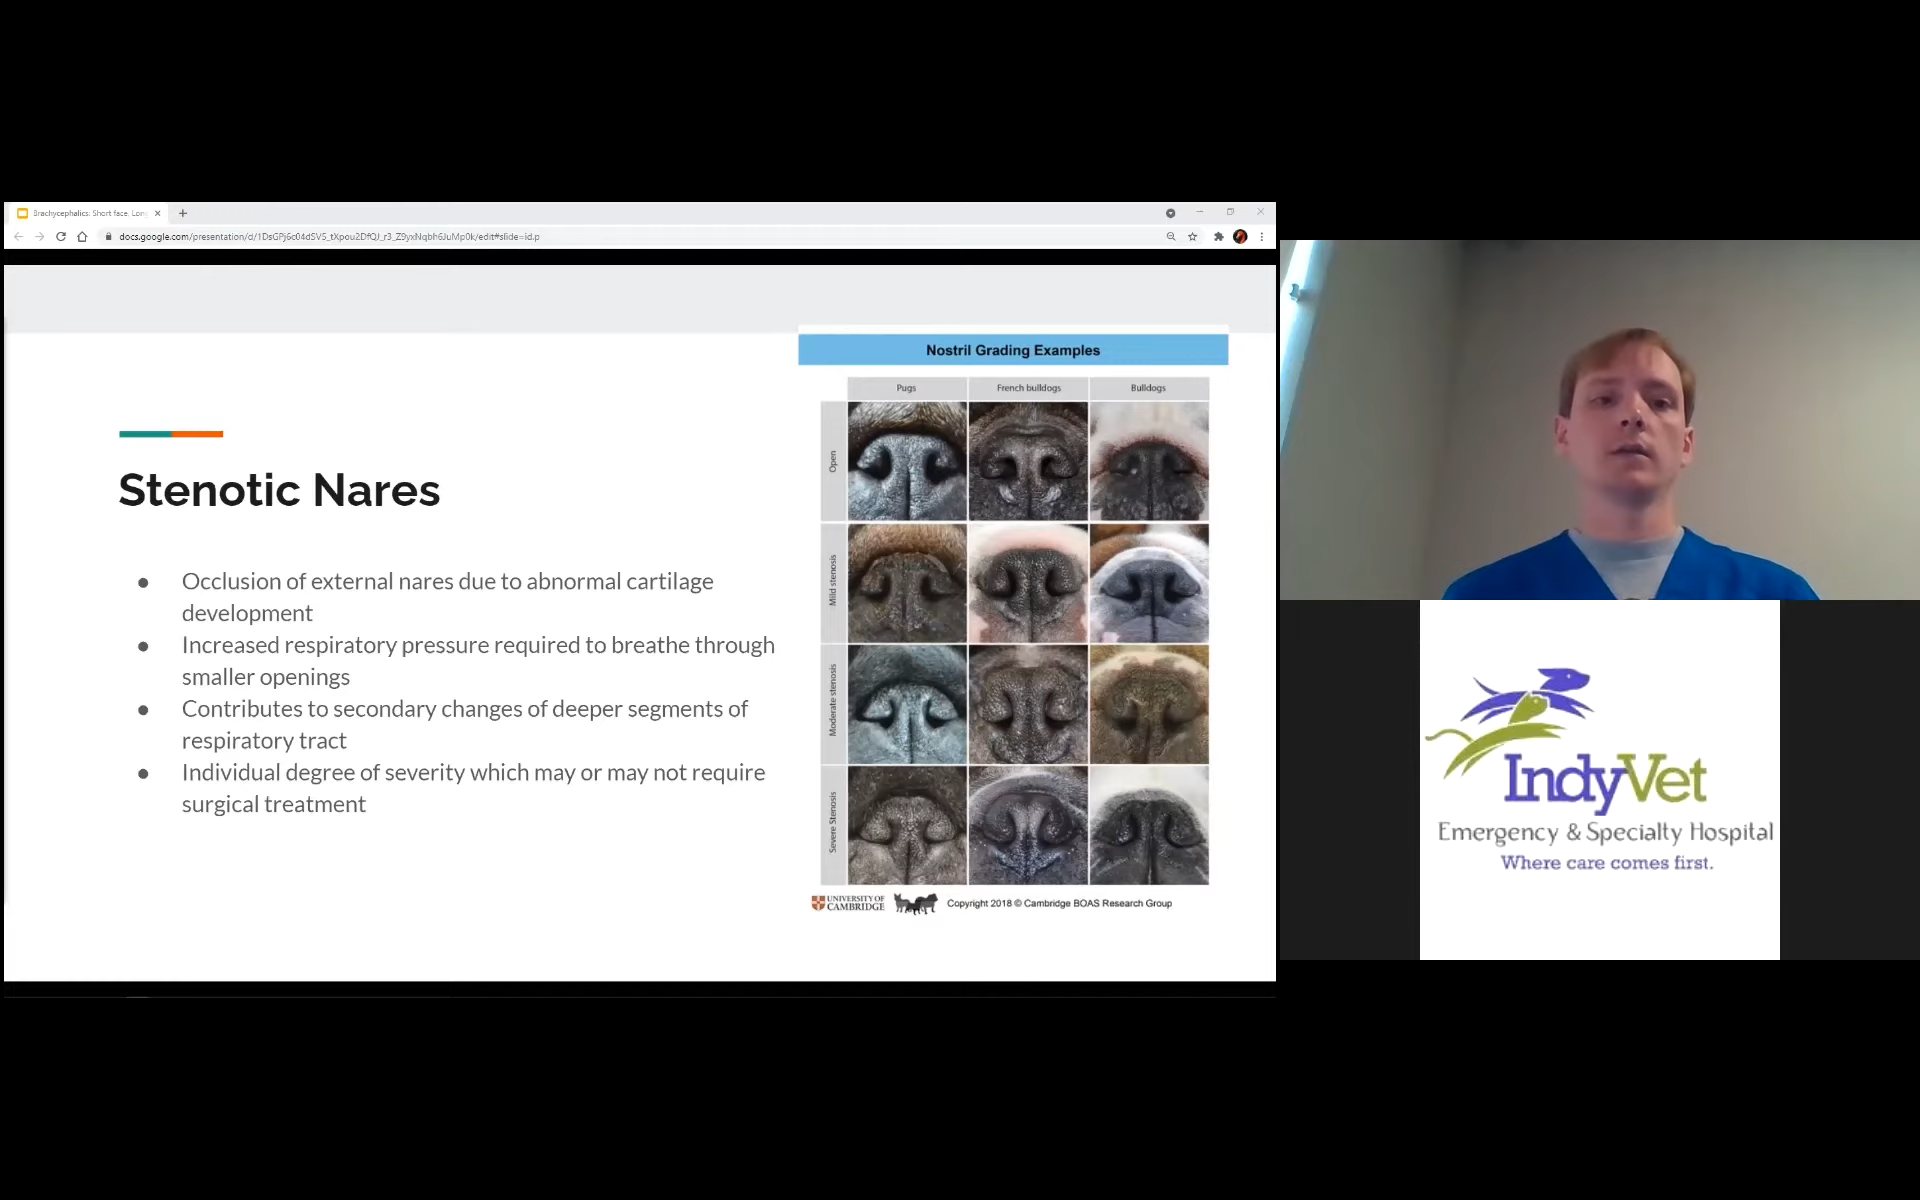 Brachycephalics: Short face, Lon
docs.google.com/presentation/d/1DsGPj6c04dSV5_tXpou2DfQJ_r3_Z9yxNqbh6JuMp0k/edit#slide=id.p
Stenotic Nares
● Occlusion of external nares due to abnormal cartilage
development
● Increased respiratory pressure required to breathe through
smaller openings
● Contributes to secondary changes of deeper segments of
respiratory tract
● Individual degree of severity which may or may not require
surgical treatment
Nostril Grading Examples
Pugs French bulldogs Bulldogs
Open
Mild stenosis
Moderate stenosis
Severe Stenosis
UNIVERSITY OF
CAMBRIDGE
Copyright 2018 © Cambridge BOAS Research Group
IndyVet
Emergency & Specialty Hospital
Where care comes first.